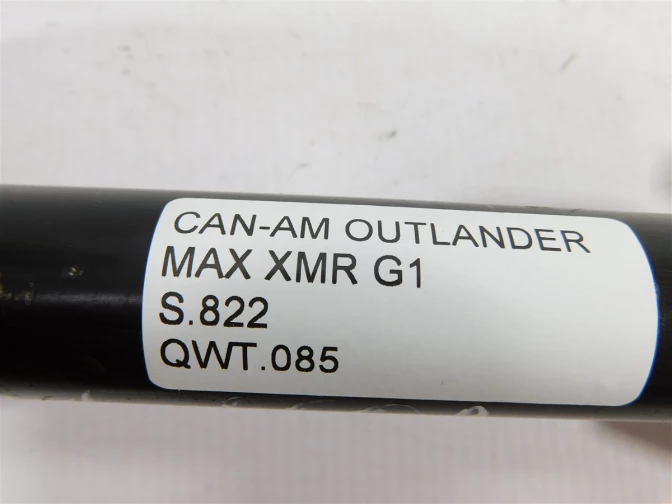 CAN-AM OUTLANDER
MAX XMR G1
S.822
QWT.085